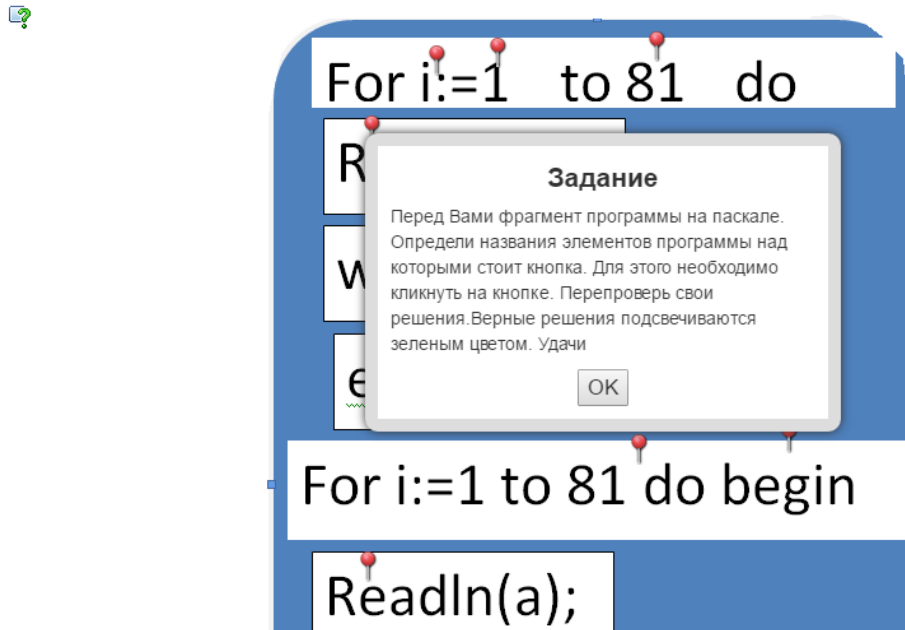 For i:=1 to 81 do
R
Задание
Перед Вами фрагмент программы на паскале.
Определи названия элементов программы над
которыми стоит кнопка. Для этого необходимо
кликнуть на кнопке. Перепроверь свои
решения.Верные решения подсвечиваются
зеленым цветом. Удачи
w
e
OK
For i:=1 to 81 do begin
Readln(a);